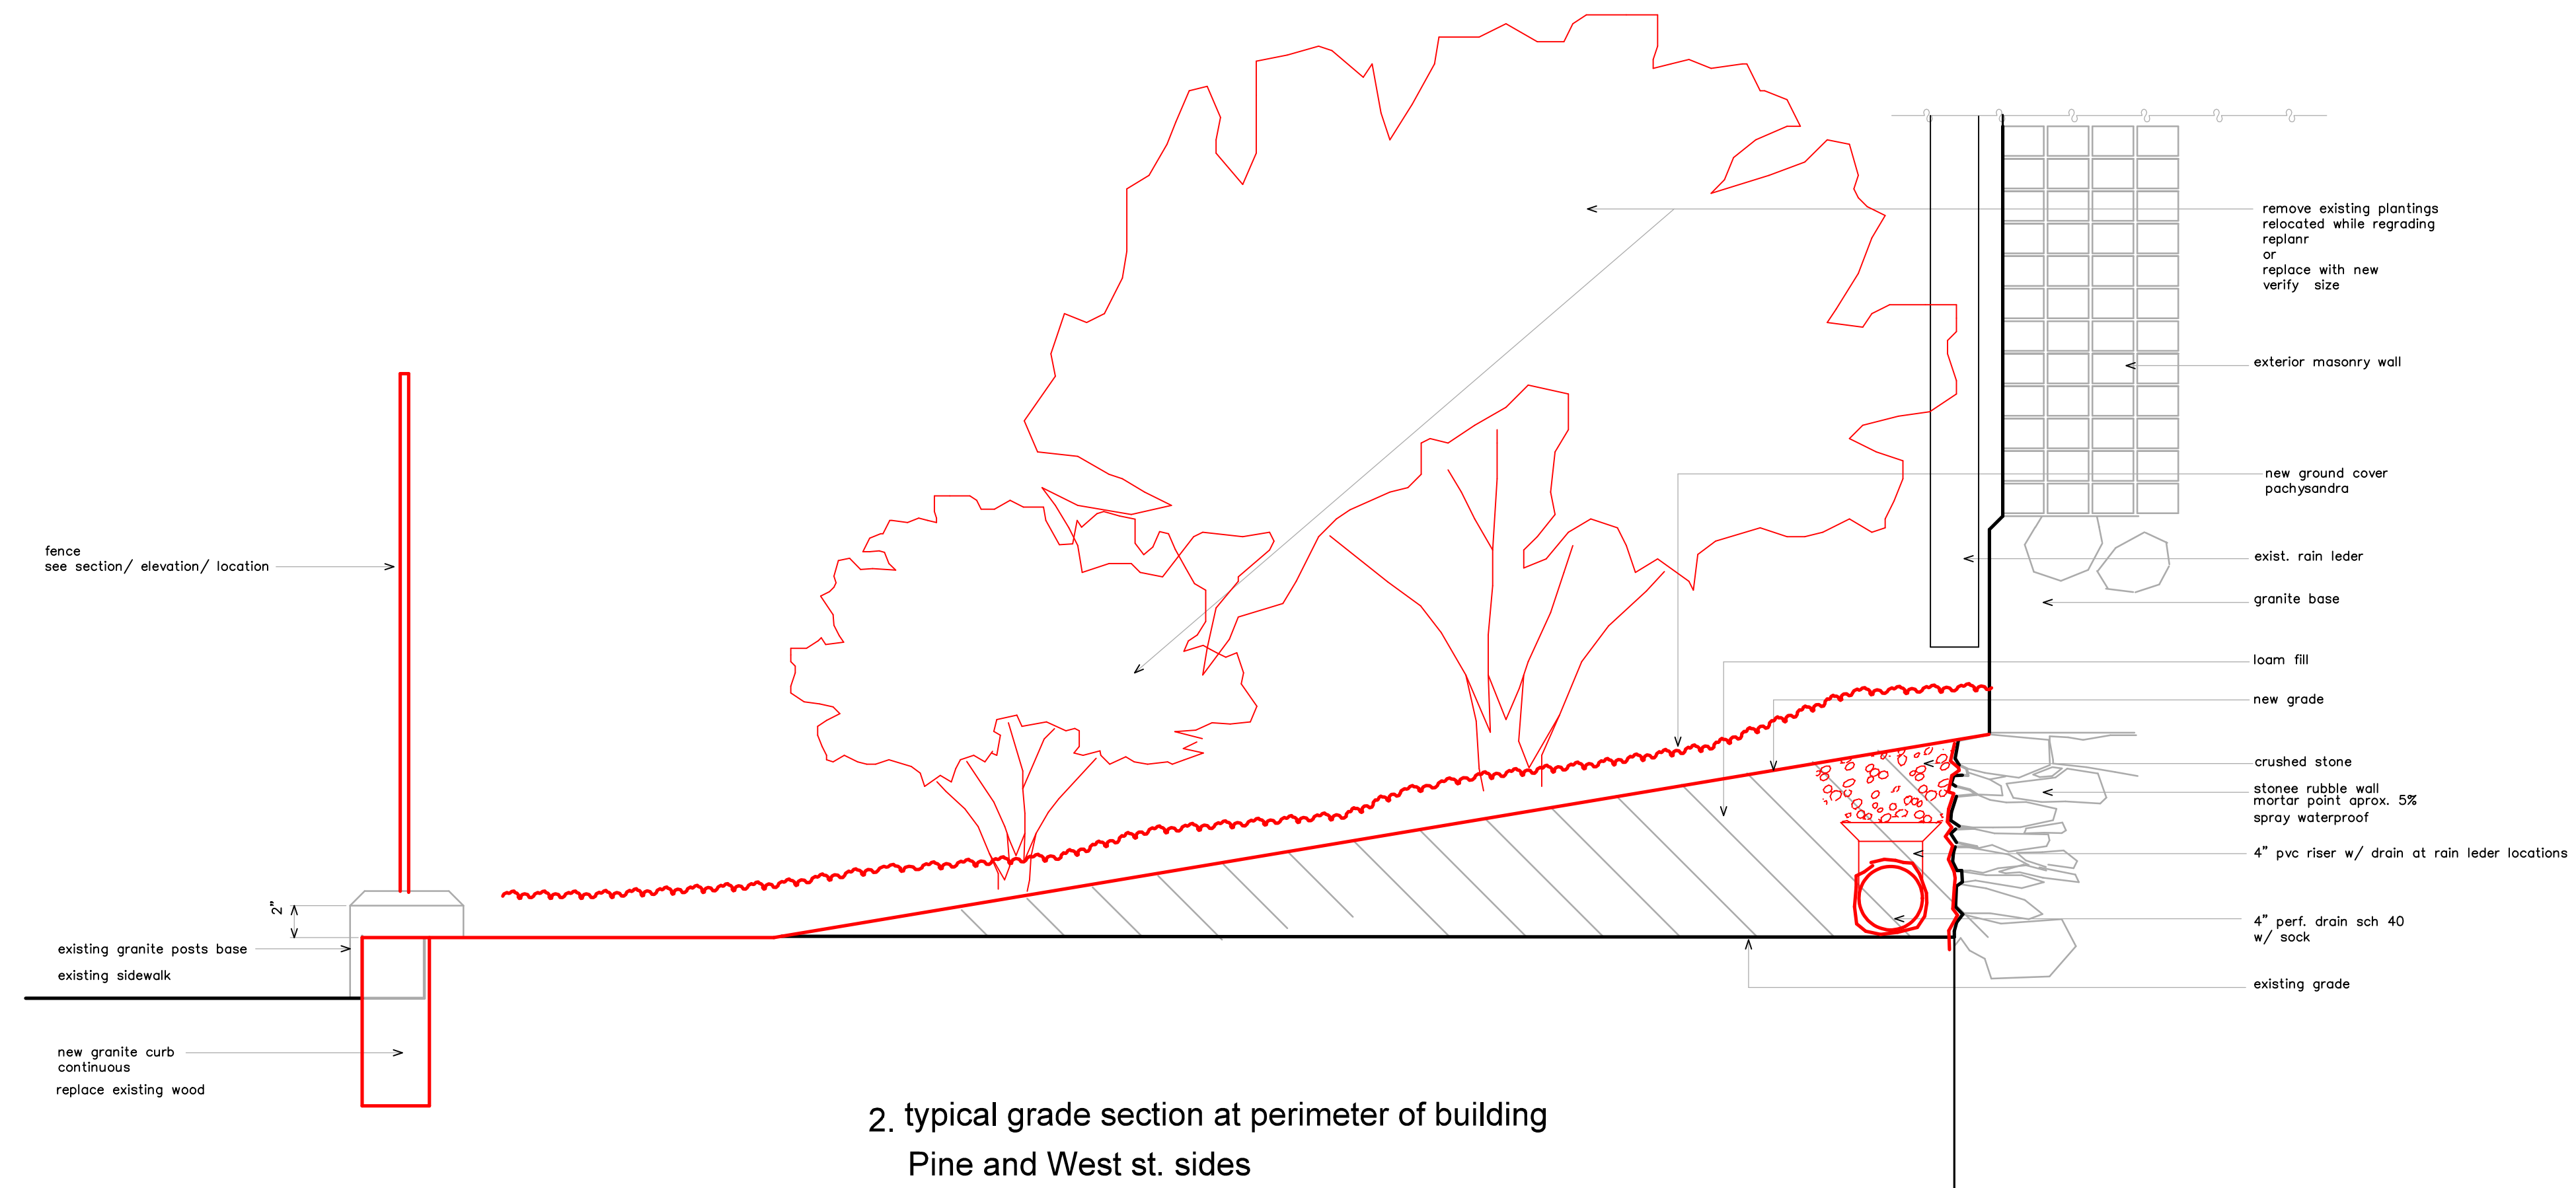 remove existing plantings
relocated while regrading
replanr
or
replace with new
verify size
exterior masonry wall
new ground cover
pachysandra
fence
see section/ elevation/ location
exist. rain leder
granite base
loam fill
new grade
crushed stone
stonee rubble wall
mortar point aprox. 5%
spray waterproof
4" pvc riser w/ drain at rain leder locations
2"
4" perf. drain sch 40
w/ sock
existing granite posts base
existing sidewalk
existing grade
new granite curb
continuous
replace existing wood
2. typical grade section at perimeter of building
Pine and West st. sides